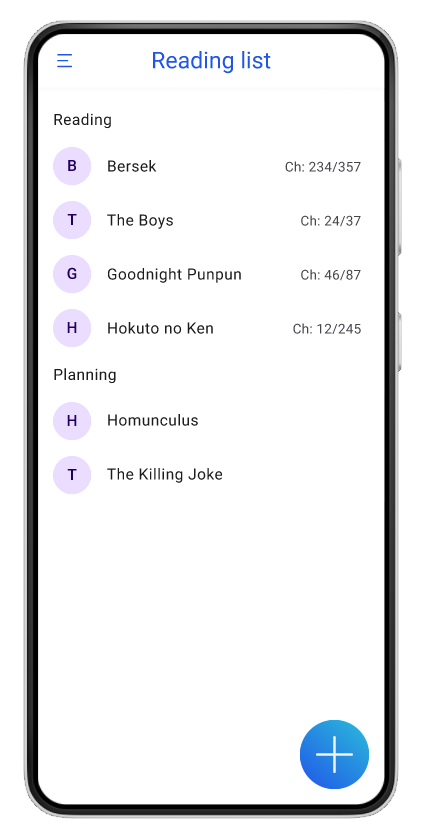 Reading list
Reading
B Bersek Ch: 234/357
T The Boys Ch: 24/37
G Goodnight Punpun Ch: 46/87
H Hokuto no Ken Ch: 12/245
Planning
H Homunculus
T The Killing Joke